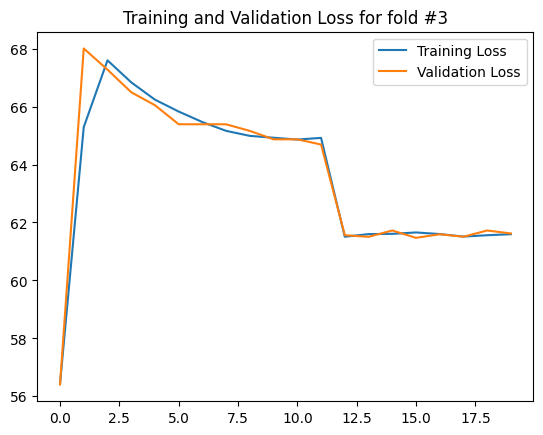 Training and Validation Loss for fold #3
Training Loss
Validation Loss
68
66
64
62
60
58
56
0.0 2.5 5.0 7.5 10.0 12.5 15.0 17.5